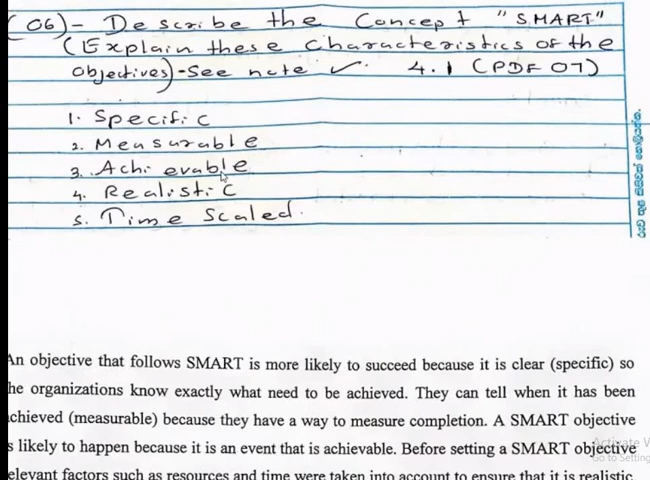 (06) - Describe the Concept "SMART"
(Explain these characteristics of the
objectives) - See note ✓ 4.1 (PDF 07)
1. Specific
2. Measurable
3. Achievable
4. Realistic
5. Time Scaled.
An objective that follows SMART is more likely to succeed because it is clear (specific) so
he organizations know exactly what need to be achieved. They can tell when it has been
chieved (measurable) because they have a way to measure completion. A SMART objective
s likely to happen because it is an event that is achievable. Before setting a SMART objective
elevant factors such as resources and time were taken into account to ensure that it is realistic
Activate W
Go to Setting